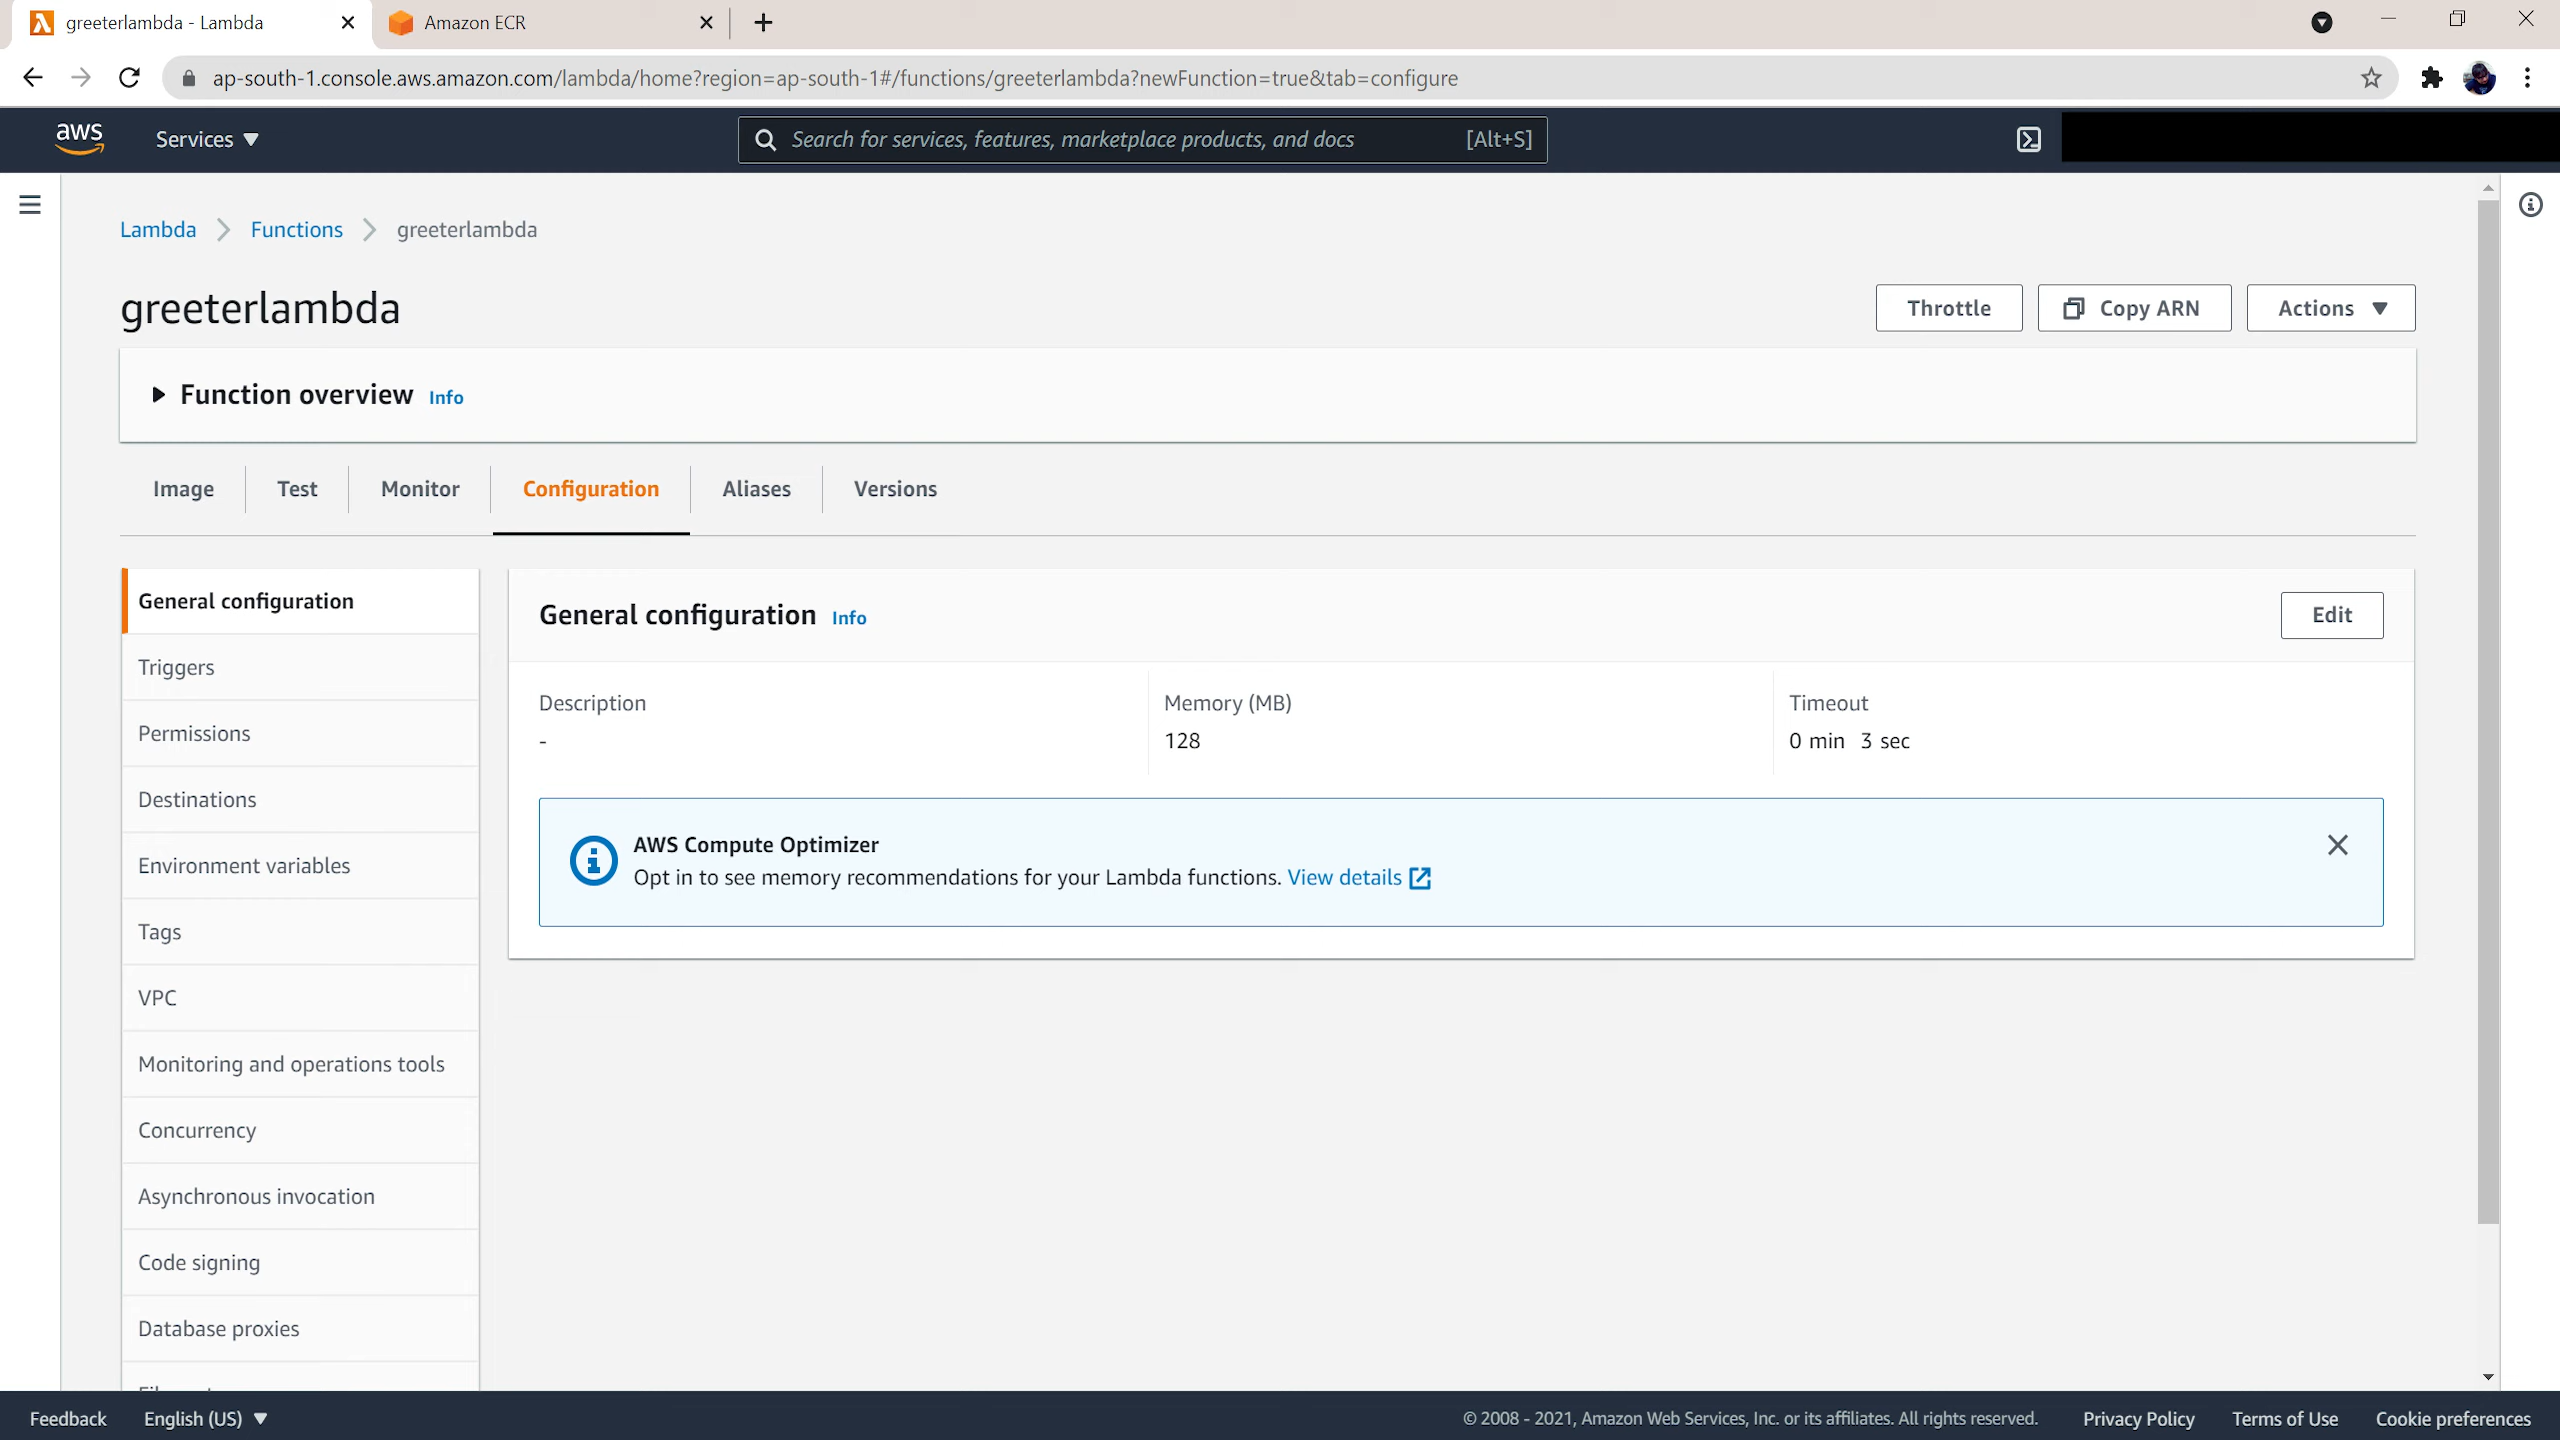 greeterlambda - Lambda
Amazon ECR
ap-south-1.console.aws.amazon.com/lambda/home?region=ap-south-1#/functions/greeterlambda?newFunction=true&tab=configure
aws
Services
Search for services, features, marketplace products, and docs
[Alt+S]
Lambda
Functions
greeterlambda
greeterlambda
Throttle
Copy ARN
Actions
Function overview Info
Image
Test
Monitor
Configuration
Aliases
Versions
General configuration
Triggers
Permissions
Destinations
Environment variables
Tags
VPC
Monitoring and operations tools
Concurrency
Asynchronous invocation
Code signing
Database proxies
General configuration Info
Edit
Description
-
Memory (MB)
128
Timeout
0 min 3 sec
AWS Compute Optimizer
Opt in to see memory recommendations for your Lambda functions. View details
Feedback
English (US)
© 2008 - 2021, Amazon Web Services, Inc. or its affiliates. All rights reserved.
Privacy Policy
Terms of Use
Cookie preferences